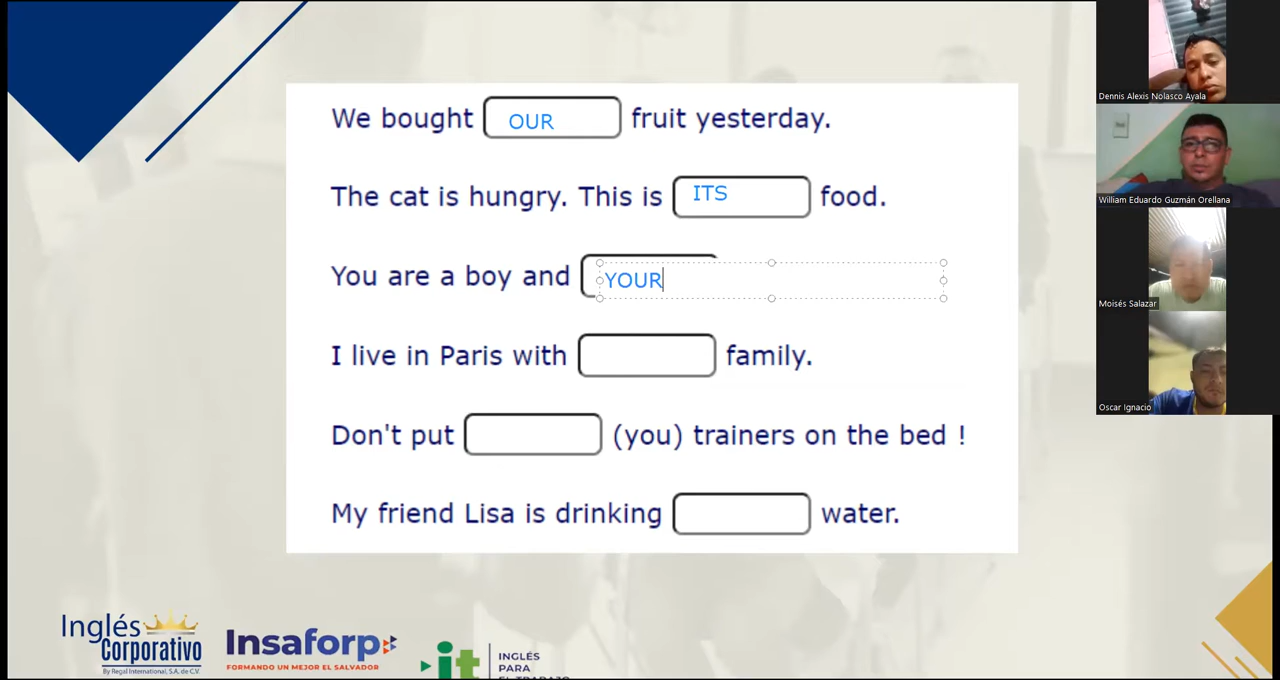 We bought OUR fruit yesterday.
The cat is hungry. This is ITS food.
You are a boy and YOUR
I live in Paris with family.
Don't put (you) trainers on the bed !
My friend Lisa is drinking water.
Dennis Alexis Nolasco Ayala
William Eduardo Guzmán Orellana
Moisés Salazar
Oscar Ignacio
Inglés
Corporativo
By Regal International, S.A. de C.V.
Insaforp
FORMANDO UN MEJOR EL SALVADOR
it
INGLÉS
PARA
EL TRABAJO